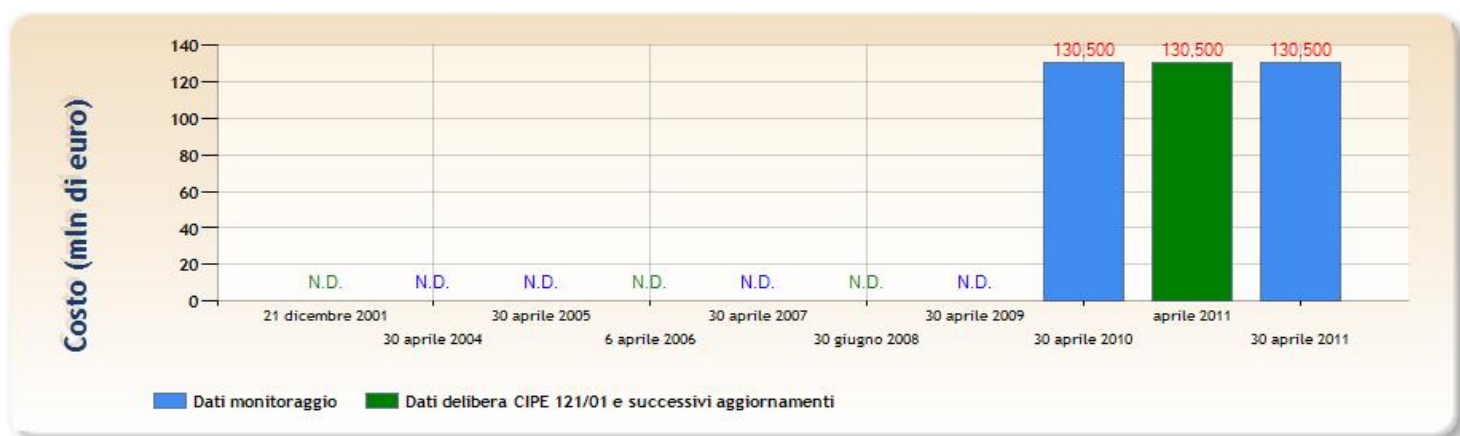 Costo (mln di euro)
140
120
100
80
60
40
20
0
130,500 130,500 130,500
N.D. N.D. N.D. N.D. N.D. N.D. N.D.
21 dicembre 2001 30 aprile 2005 30 aprile 2007 30 aprile 2009 aprile 2011
30 aprile 2004 6 aprile 2006 30 giugno 2008 30 aprile 2010 30 aprile 2011
Dati monitoraggio Dati delibera CIPE 121/01 e successivi aggiornamenti